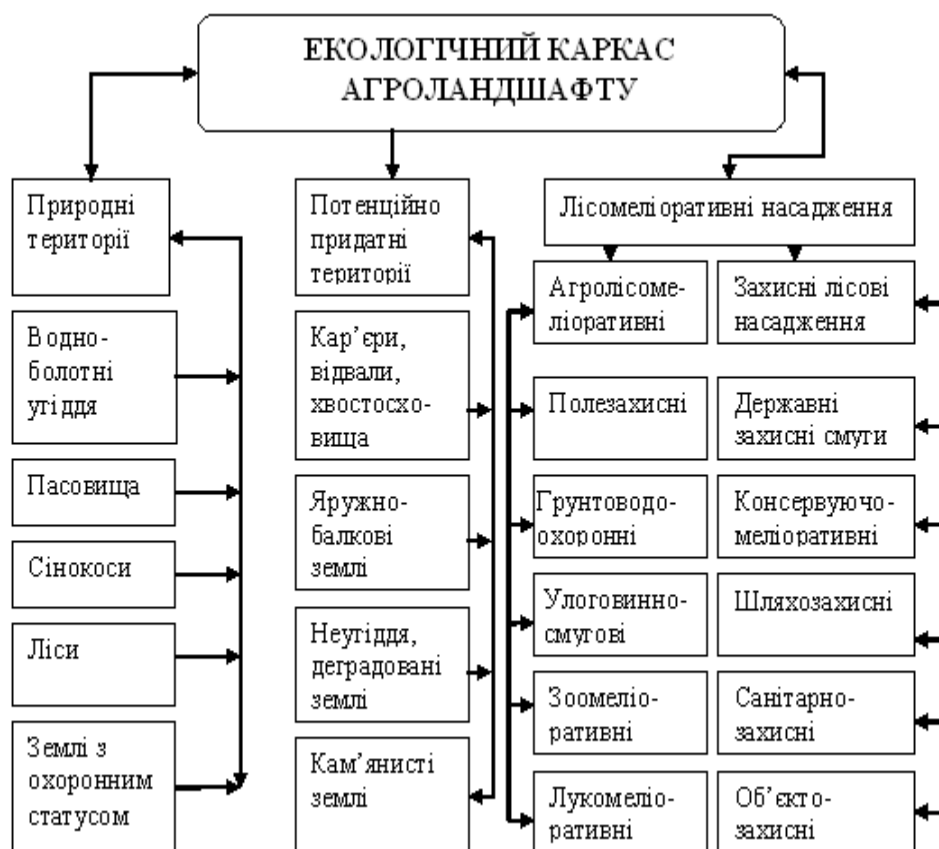 ЕКОЛОГІЧНИЙ КАРКАС
АГРОЛАНДШАФТУ
Природні
території
Водно-
болотні
угіддя
Пасовища
Сінокоси
Ліси
Землі з
охоронним
статусом
Потенційно
придатні
території
Кар’єри,
відвали,
хвостосхо-
вища
Яружно-
балкові
землі
Неугіддя,
деградовані
землі
Кам’янисті
землі
Лісомеліоративні насадження
Агролісоме-
ліоративні
Полезахисні
Грунтоводо-
охоронні
Улоговинно-
смугові
Зоомеліо-
ративні
Лукомеліо-
ративні
Захисні лісові
насадження
Державні
захисні смуги
Консервуючо-
меліоративні
Шляхозахисні
Санітарно-
захисні
Об’єкто-
захисні